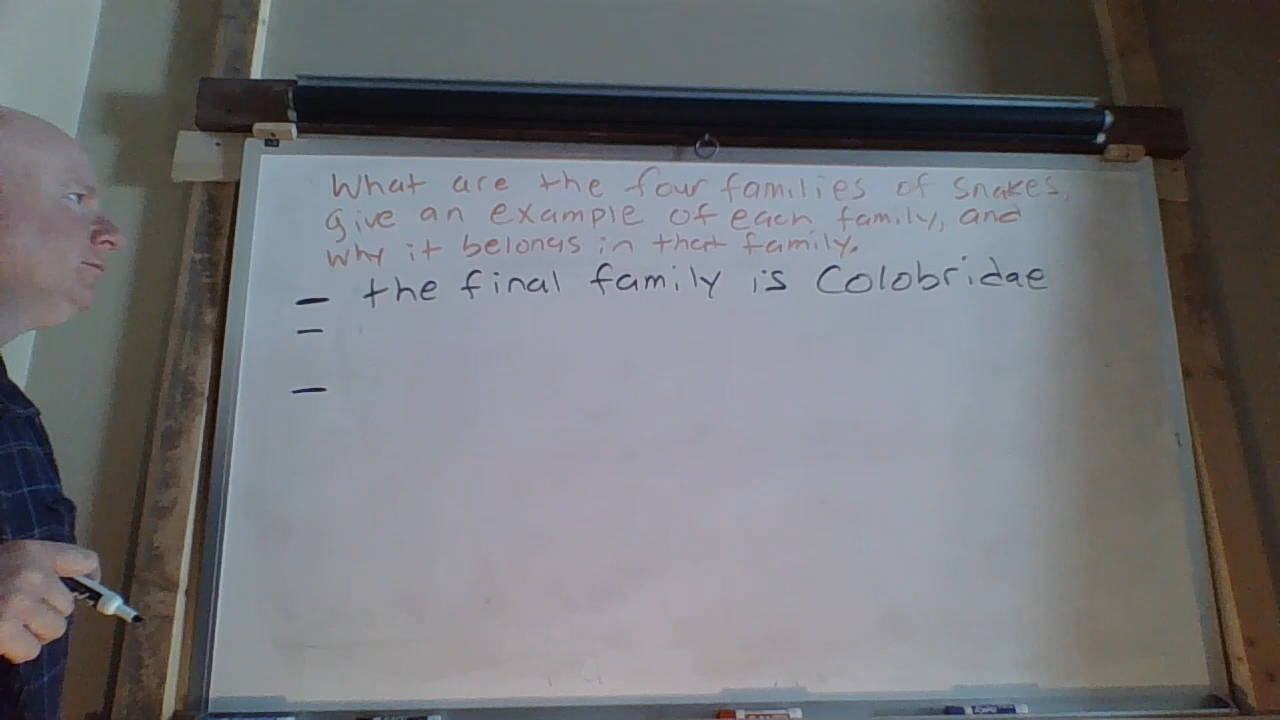 What are the four families of snakes,
give an example of each family, and
why it belongs in that family.
- the final family is Colobridae
-
-